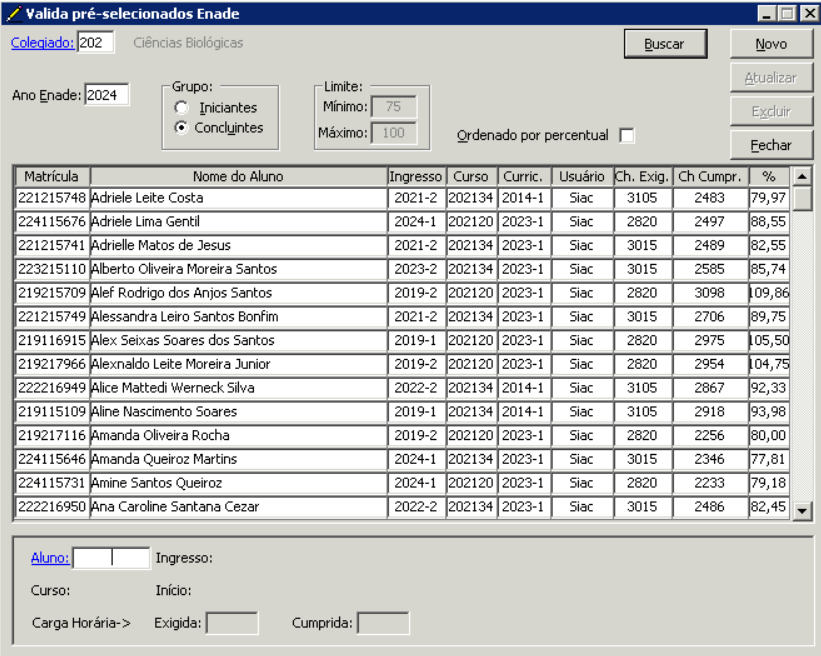 Valida pré-selecionados Enade
Colegiado: 202 Ciências Biológicas Buscar Novo
Atualizar
Ano Enade: 2024 Grupo: Iniciantes Limite: Mínimo: 75
Concluintes Máximo: 100 Ordenado por percentual Excluir
Fechar
Matrícula Nome do Aluno Ingresso Curso Curric. Usuário Ch. Exig. Ch Cumpr. %
221215748 Adriele Leite Costa 2021-2 202134 2014-1 Siac 3105 2483 79,97
224115676 Adriele Lima Gentil 2024-1 202120 2023-1 Siac 2820 2497 88,55
221215741 Adrielle Matos de Jesus 2021-2 202134 2023-1 Siac 3015 2489 82,55
223215110 Alberto Oliveira Moreira Santos 2023-2 202134 2023-1 Siac 3015 2585 85,74
219215709 Alef Rodrigo dos Anjos Santos 2019-2 202120 2023-1 Siac 2820 3098 109,86
221215749 Alessandra Leiro Santos Bonfim 2021-2 202134 2023-1 Siac 3015 2706 89,75
219116915 Alex Seixas Soares dos Santos 2019-1 202120 2023-1 Siac 2820 2975 105,50
219217966 Alexnaldo Leite Moreira Junior 2019-2 202120 2023-1 Siac 2820 2954 104,75
222216949 Alice Mattedi Werneck Silva 2022-2 202134 2014-1 Siac 3105 2867 92,33
219115109 Aline Nascimento Soares 2019-1 202134 2014-1 Siac 3105 2918 93,98
219217116 Amanda Oliveira Rocha 2019-2 202120 2023-1 Siac 2820 2256 80,00
224115646 Amanda Queiroz Martins 2024-1 202134 2023-1 Siac 3015 2346 77,81
224115731 Amine Santos Queiroz 2024-1 202120 2023-1 Siac 2820 2233 79,18
222216950 Ana Caroline Santana Cezar 2022-2 202134 2023-1 Siac 3015 2486 82,45
Aluno: Ingresso:
Curso: Início:
Carga Horária-> Exigida: Cumprida: